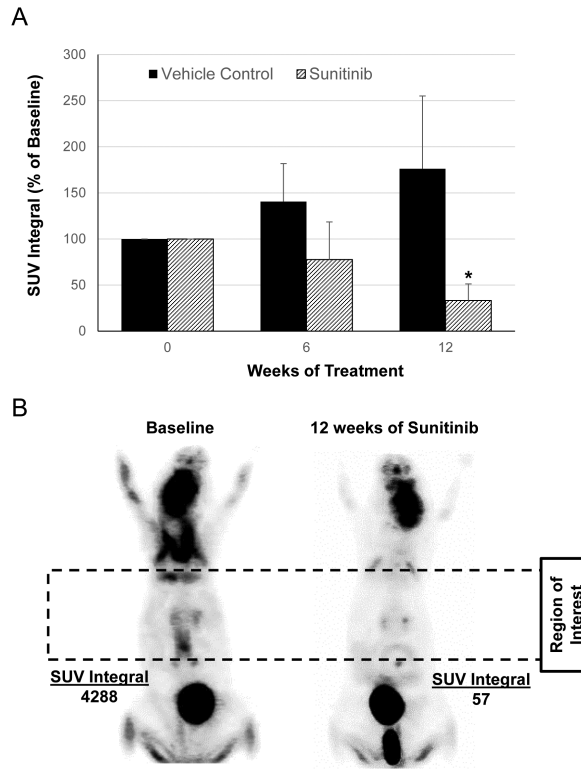 A
300
250
200
150
100
50
0
SUV Integral (% of Baseline)
Vehicle Control
Sunitinib
*
0
6
12
Weeks of Treatment
B
Baseline
12 weeks of Sunitinib
Region of
Interest
SUV Integral
4288
SUV Integral
57